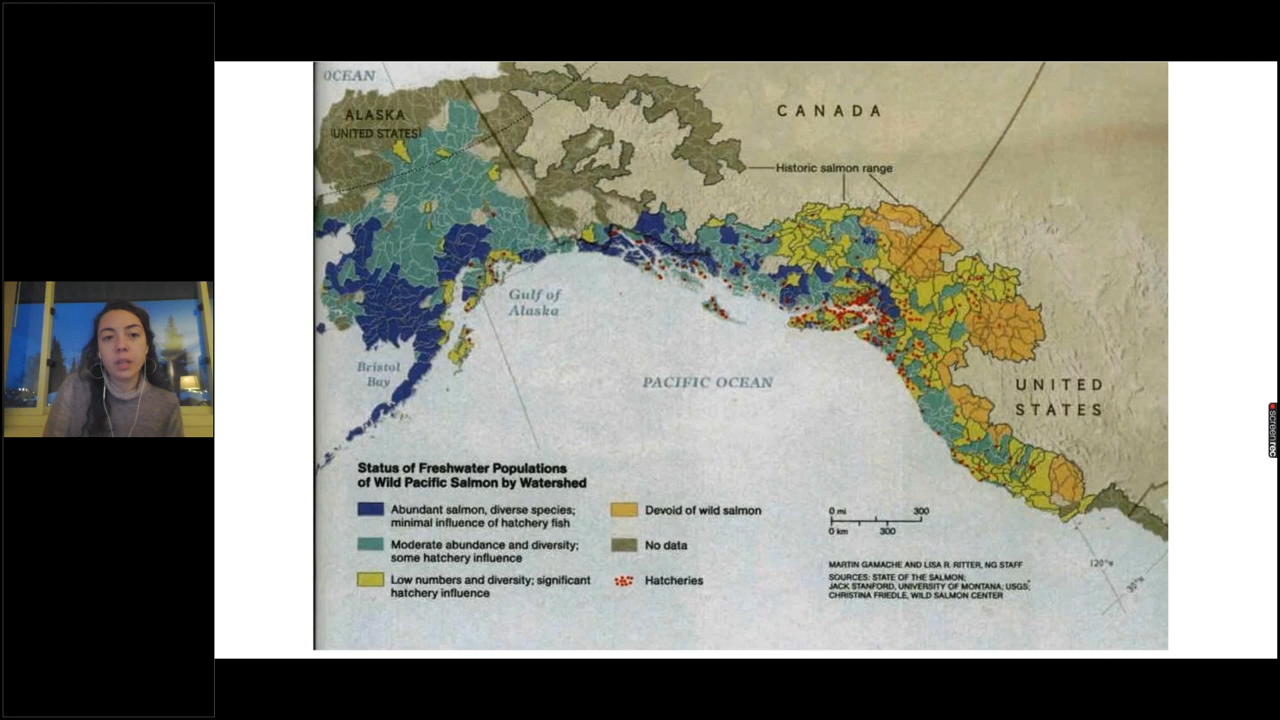 OCEAN
ALASKA
(UNITED STATES)
CANADA
Historic salmon range
Gulf of
Alaska
Bristol
Bay
PACIFIC OCEAN
UNITED
STATES
Status of Freshwater Populations
of Wild Pacific Salmon by Watershed
Abundant salmon, diverse species;
minimal influence of hatchery fish
Moderate abundance and diversity;
some hatchery influence
Low numbers and diversity; significant
hatchery influence
Devoid of wild salmon
No data
Hatcheries
0 mi 300
0 km 300
MARTIN GAMACHE AND LISA R. RITTER, NG STAFF
SOURCES: STATE OF THE SALMON;
JACK STANFORD, UNIVERSITY OF MONTANA; USGS;
CHRISTINA FRIEDLE, WILD SALMON CENTER
120°W
30°N
screenrec